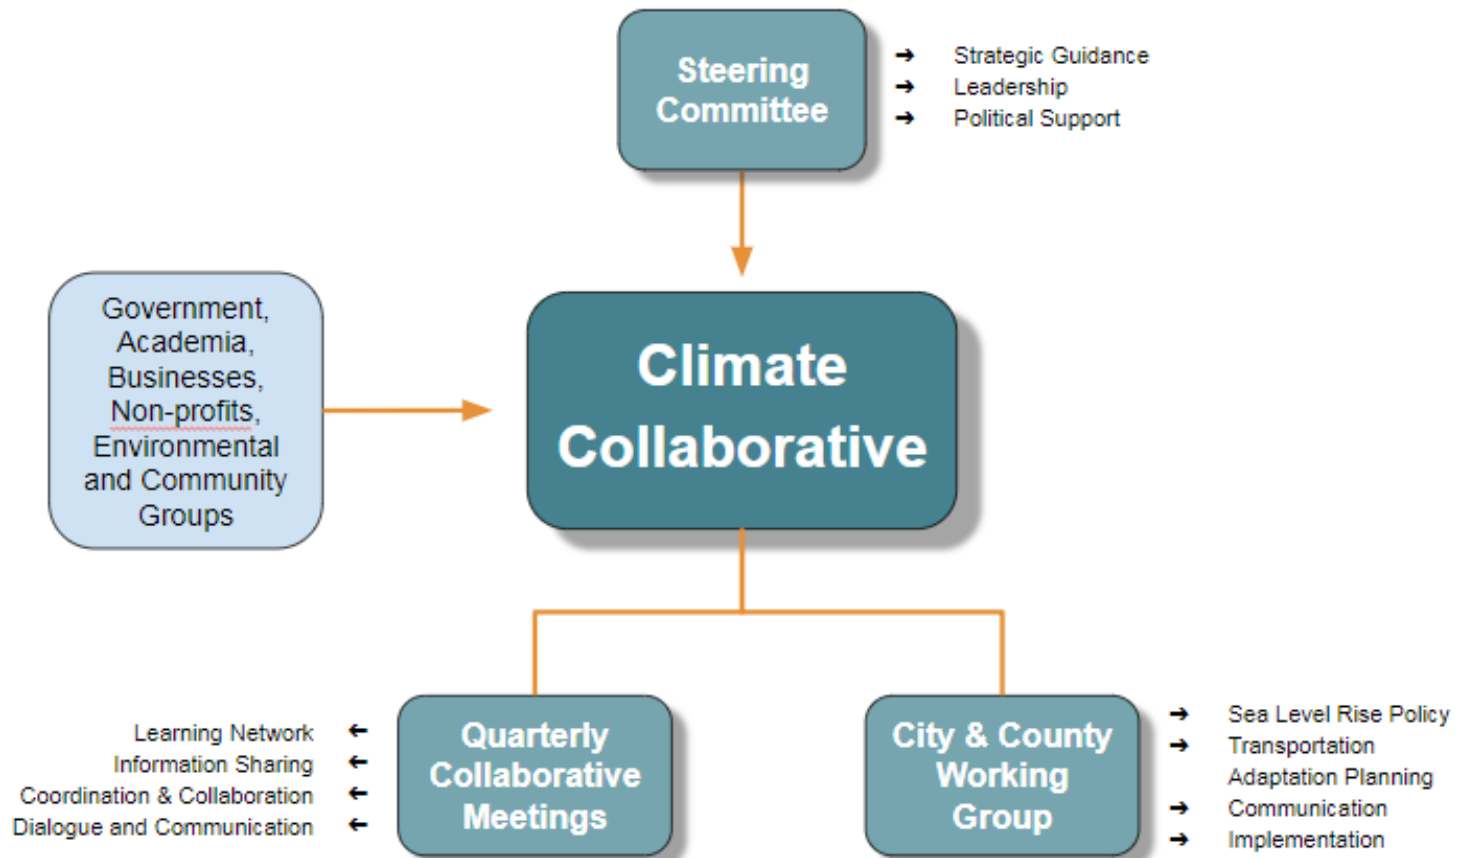 Steering
Committee
Strategic Guidance
Leadership
Political Support
Government,
Academia,
Businesses,
Non-profits,
Environmental
and Community
Groups
Climate
Collaborative
Learning Network
Information Sharing
Coordination & Collaboration
Dialogue and Communication
Quarterly
Collaborative
Meetings
City & County
Working
Group
Sea Level Rise Policy
Transportation
Adaptation Planning
Communication
Implementation